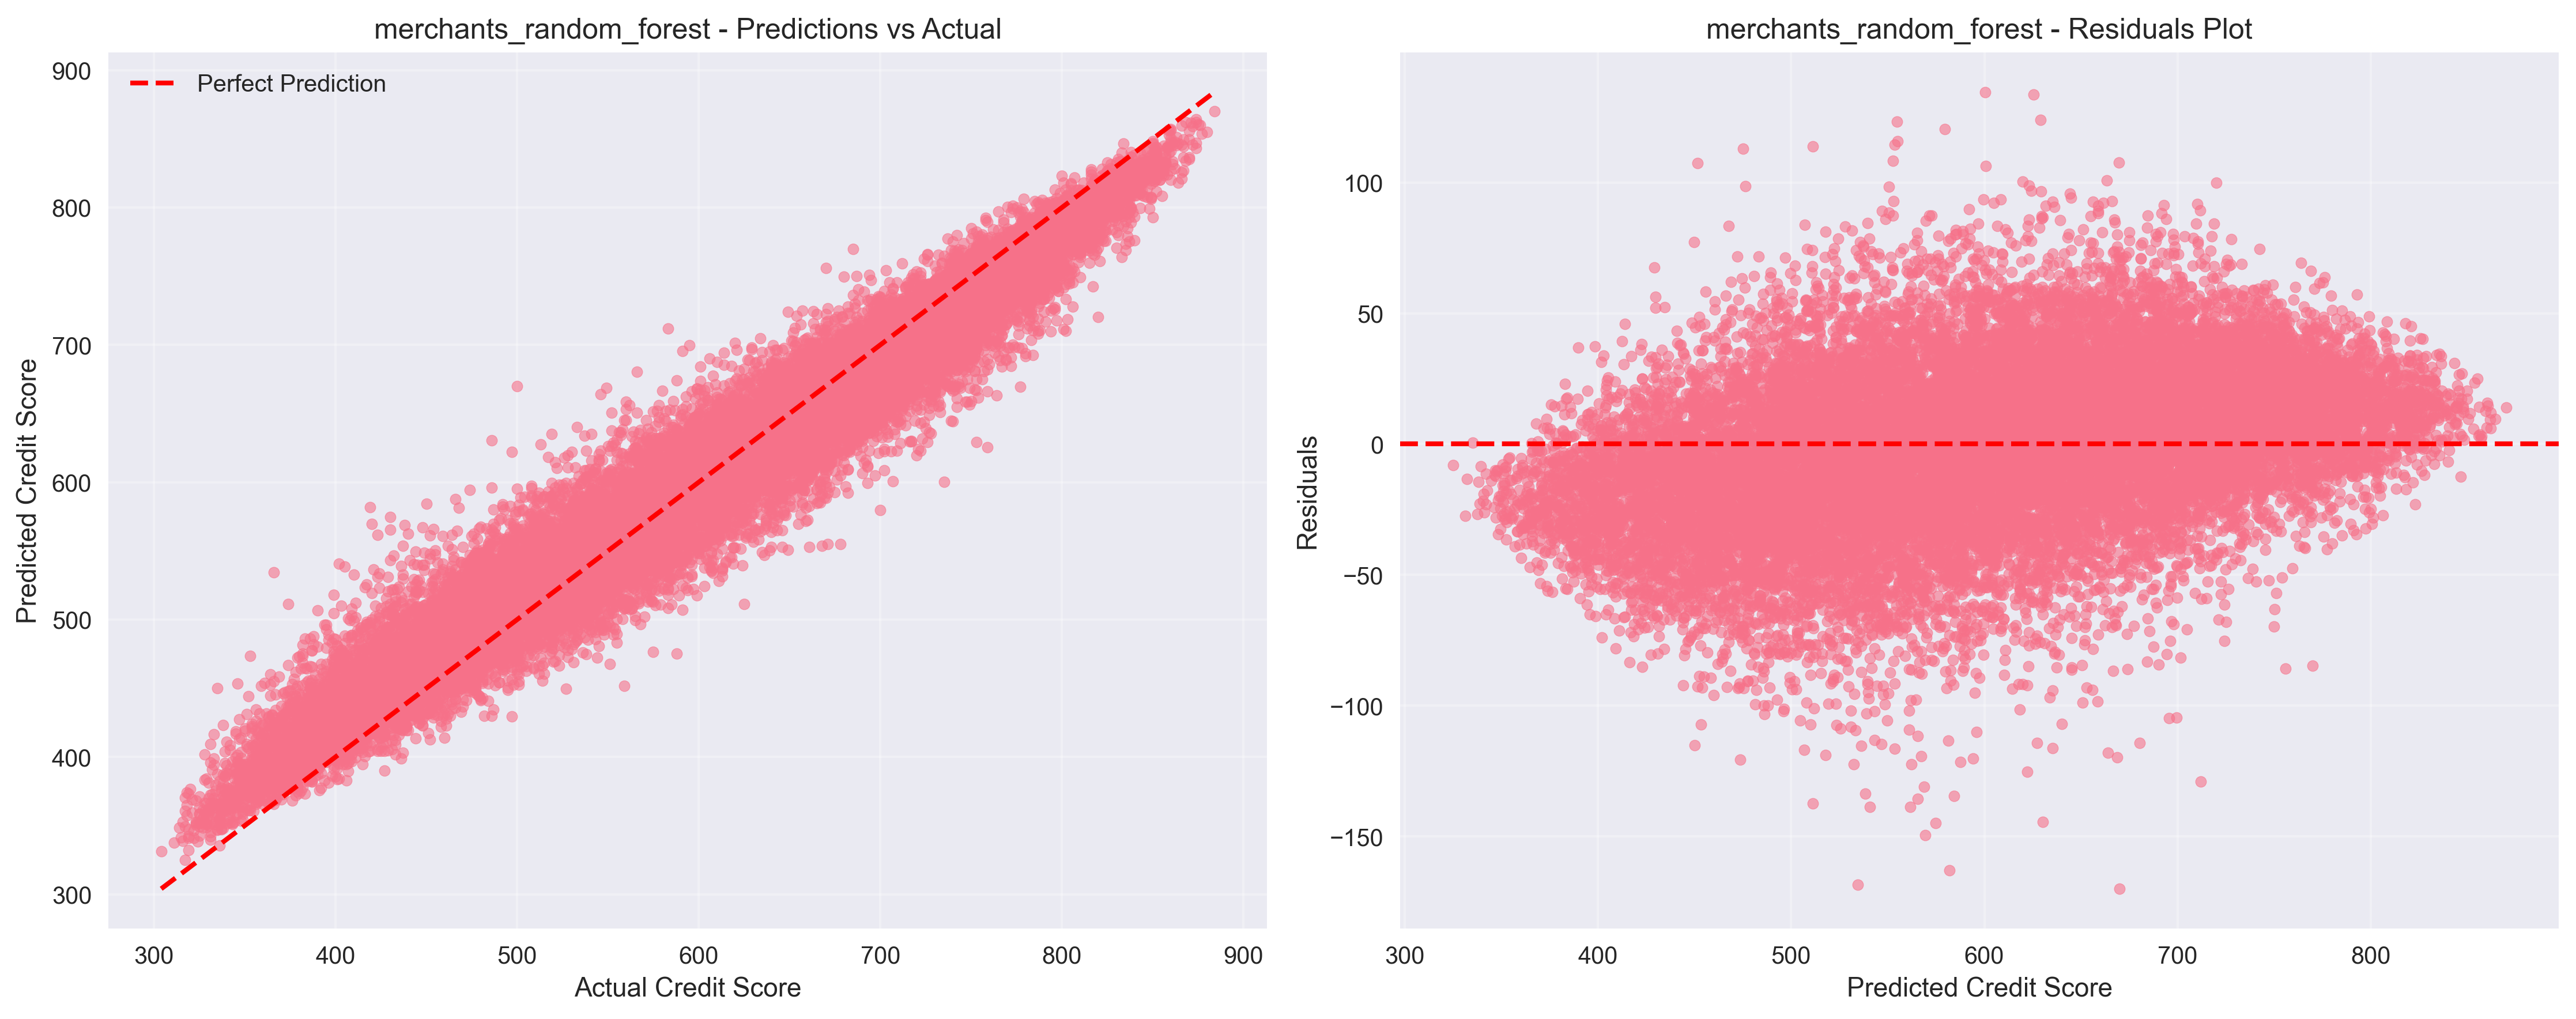 merchants_random_forest - Predictions vs Actual
Perfect Prediction
900
800
700
600
500
400
300
Predicted Credit Score
300 400 500 600 700 800 900
Actual Credit Score
merchants_random_forest - Residuals Plot
100
50
0
−50
−100
−150
Residuals
300 400 500 600 700 800
Predicted Credit Score